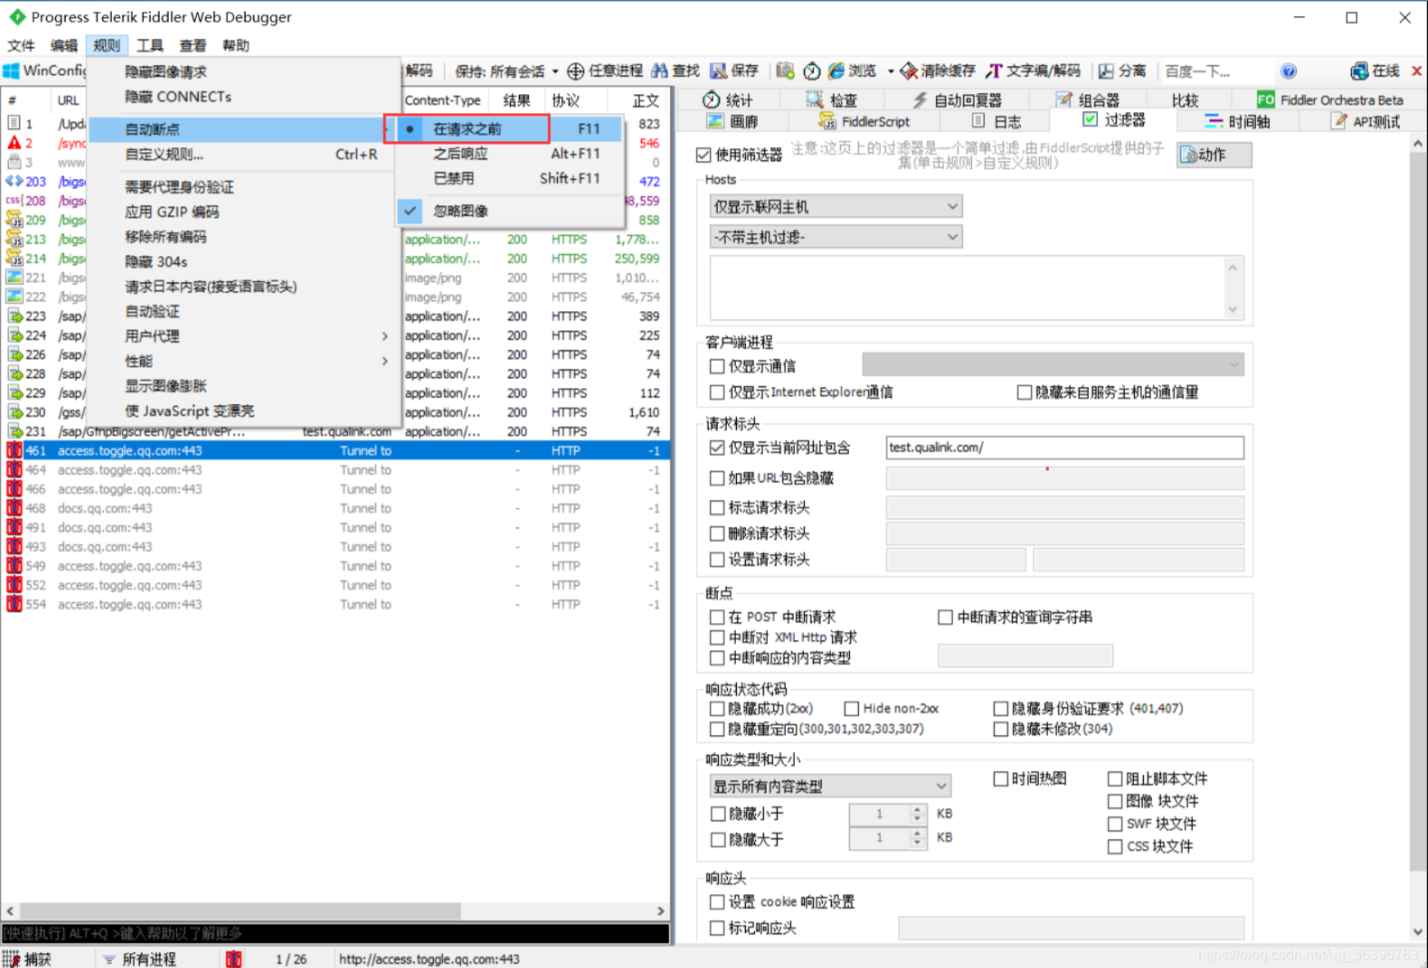 Progress Telerik Fiddler Web Debugger
文件 编辑 规则 工具 查看 帮助
WinConfig 解码 保持: 所有会话 任意进程 查找 保存 浏览 清除缓存 文字编/解码 分离 百度一下... 在线
# URL Content-Type 结果 协议 正文
隐藏图像请求
隐藏 CONNECTs
自动断点
自定义规则... Ctrl+R
需要代理身份验证
应用 GZIP 编码
移除所有编码
隐藏 304s
请求日本内容(接受语言标头)
自动验证
用户代理
性能
显示图像膨胀
使 JavaScript 变漂亮
在请求之前 F11
之后响应 Alt+F11
已禁用 Shift+F11
忽略图像
1 /Upda 823
2 /sync 546
3 www 0
203 /bigs 472
208 /bigs 8,559
209 /bigs 858
213 /bigs application/... 200 HTTPS 1,778...
214 /bigs application/... 200 HTTPS 250,599
221 /bigs image/png 200 HTTPS 1,010...
222 /bigs image/png 200 HTTPS 46,754
223 /sap/ application/... 200 HTTPS 389
224 /sap/ application/... 200 HTTPS 225
226 /sap/ application/... 200 HTTPS 74
228 /sap/ application/... 200 HTTPS 74
229 /sap/ application/... 200 HTTPS 112
230 /gss/ application/... 200 HTTPS 1,610
231 /sap/GfnpBigscreen/getActivePr... test.qualink.com application/... 200 HTTPS 74
461 access.toggle.qq.com:443 Tunnel to - HTTP -1
464 access.toggle.qq.com:443 Tunnel to - HTTP -1
466 access.toggle.qq.com:443 Tunnel to - HTTP -1
468 docs.qq.com:443 Tunnel to - HTTP -1
491 docs.qq.com:443 Tunnel to - HTTP -1
493 docs.qq.com:443 Tunnel to - HTTP -1
549 access.toggle.qq.com:443 Tunnel to - HTTP -1
552 access.toggle.qq.com:443 Tunnel to - HTTP -1
554 access.toggle.qq.com:443 Tunnel to - HTTP -1
[快速执行] ALT+Q >键入帮助以了解更多
捕获 所有进程 1 / 26 http://access.toggle.qq.com:443
统计 检查 自动回复器 组合器 比较 FO Fiddler Orchestra Beta
画廊 FiddlerScript 日志 过滤器 时间轴 API测试
使用筛选器 注意:这页上的过滤器是一个简单过滤,由FiddlerScript提供的子
集(单击规则>自定义规则) 动作
Hosts
仅显示联网主机
-不带主机过滤-
客户端进程
仅显示通信
仅显示Internet Explorer通信 隐藏来自服务主机的通信量
请求标头
仅显示当前网址包含 test.qualink.com/
如果URL包含隐藏
标志请求标头
删除请求标头
设置请求标头
断点
在 POST 中断请求 中断请求的查询字符串
中断对 XML Http 请求
中断响应的内容类型
响应状态代码
隐藏成功(2xx) Hide non-2xx 隐藏身份验证要求 (401,407)
隐藏重定向(300,301,302,303,307) 隐藏未修改(304)
响应类型和大小
显示所有内容类型 时间热图 阻止脚本文件
图像 块文件
隐藏小于 1 KB
SWF 块文件
隐藏大于 1 KB
CSS 块文件
响应头
设置 cookie 响应设置
标记响应头